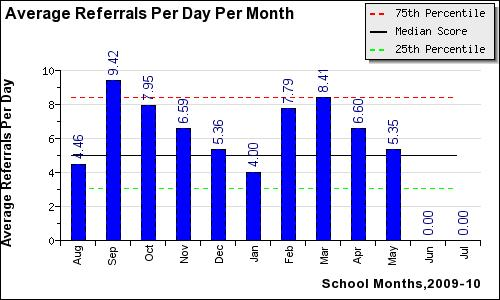 Average Referrals Per Day Per Month
75th Percentile
Median Score
25th Percentile
Average Referrals Per Day
10
8
6
4
2
0
4.46
9.42
7.95
6.59
5.36
4.00
7.79
8.41
6.60
5.35
0.00
0.00
Aug
Sep
Oct
Nov
Dec
Jan
Feb
Mar
Apr
May
Jun
Jul
School Months,2009-10